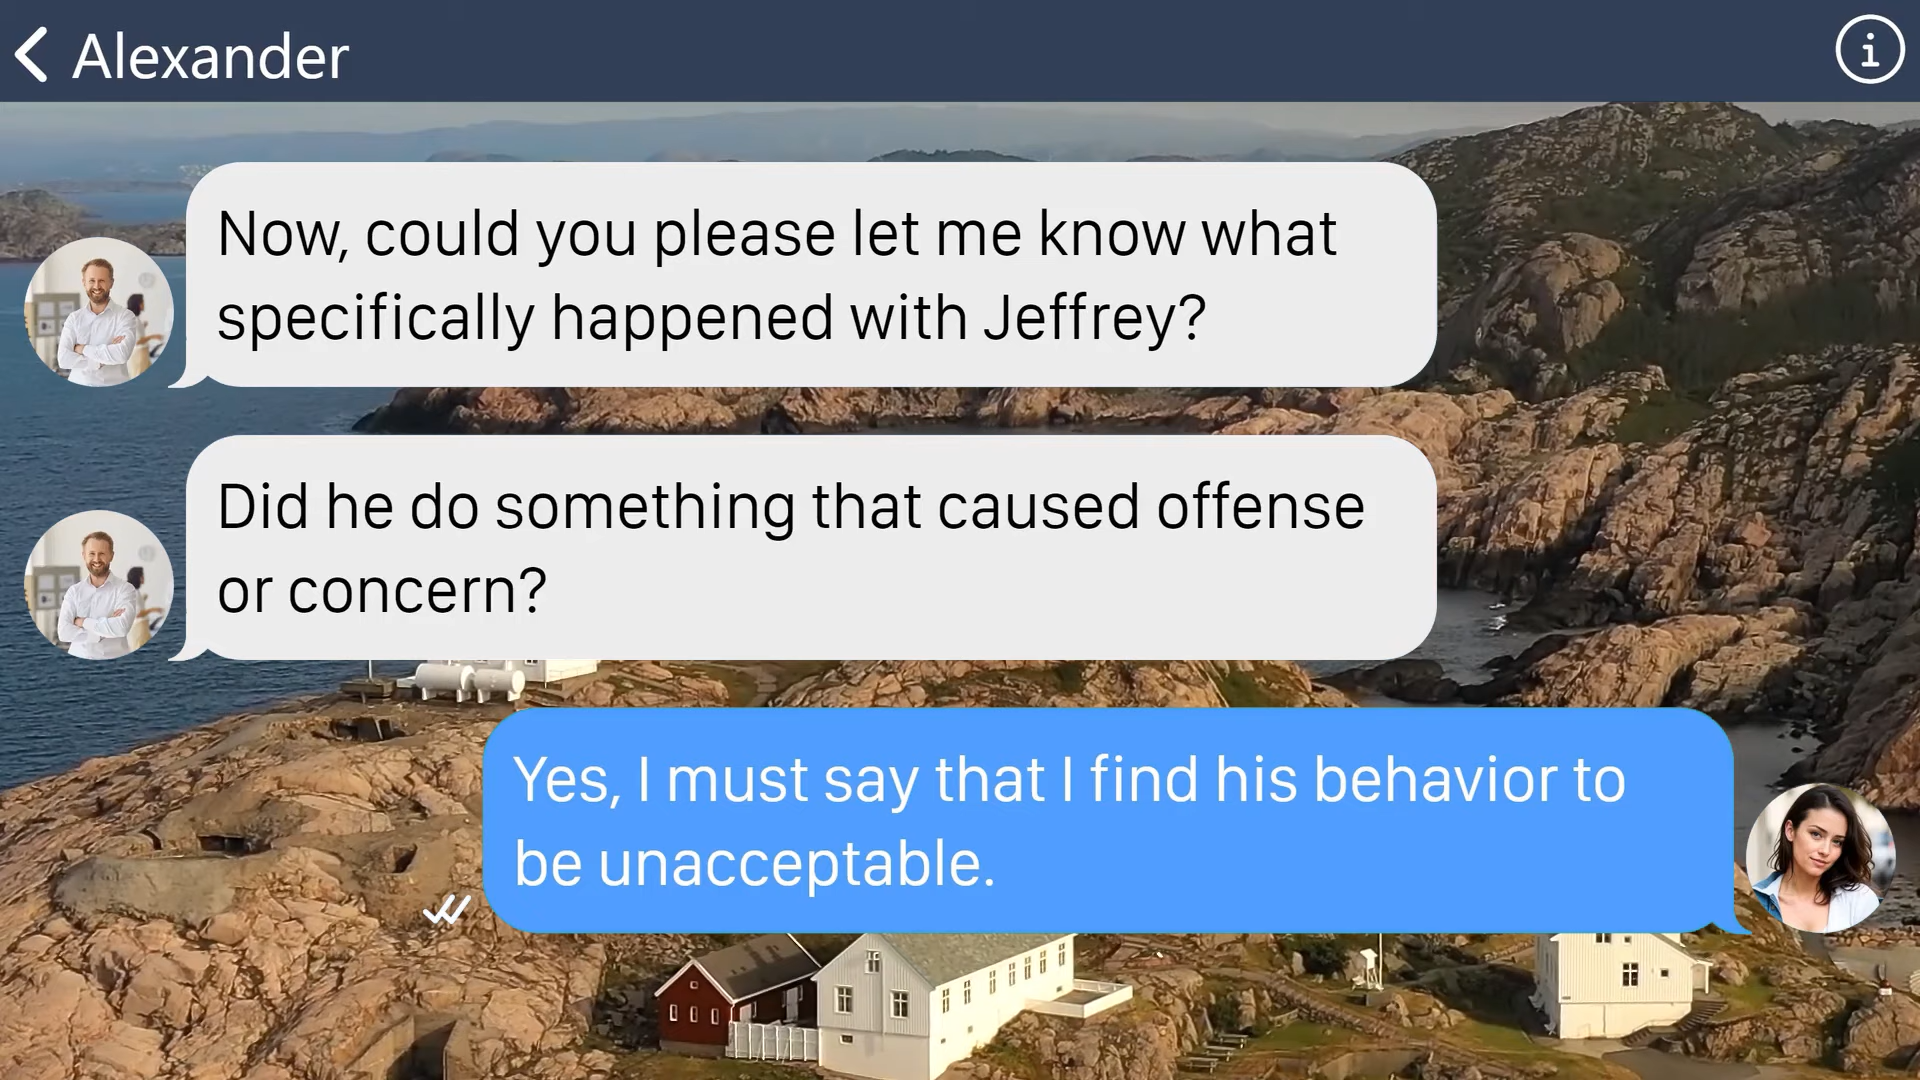 Alexander
Now, could you please let me know what
specifically happened with Jeffrey?
Did he do something that caused offense
or concern?
Yes, I must say that I find his behavior to
be unacceptable.